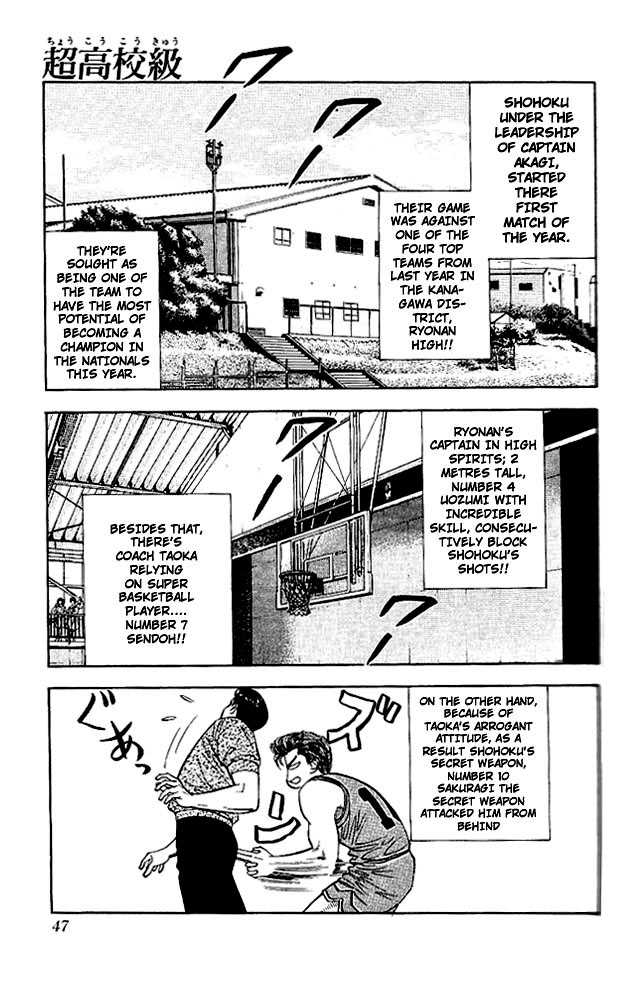 ちょう こう こう きゅう
超高校級
SHOHOKU
UNDER THE
LEADERSHIP
OF CAPTAIN
AKAGI,
STARTED
THERE
FIRST
MATCH OF
THE YEAR.
ワ
ワ
THEIR GAME
WAS AGAINST
ONE OF THE
FOUR TOP
TEAMS FROM
LAST YEAR IN
THE KANA-
GAWA DIS-
TRICT,
RYONAN
HIGH!!
THEY'RE
SOUGHT AS
BEING ONE OF
THE TEAM TO
HAVE THE MOST
POTENTIAL OF
BECOMING A
CHAMPION IN
THE NATIONALS
THIS YEAR.
RYONAN'S
CAPTAIN IN HIGH
SPIRITS; 2
METRES TALL,
NUMBER 4
UOZUMI WITH
INCREDIBLE
SKILL, CONSECU-
TIVELY BLOCK
SHOHOKU'S
SHOTS!!
ワ
ワ
BESIDES THAT,
THERE'S
COACH TAOKA
RELYING
ON SUPER
BASKETBALL
PLAYER....
NUMBER 7
SENDOH!!
ON THE OTHER HAND,
BECAUSE OF
TAOKA'S ARROGANT
ATTITUDE, AS A
RESULT SHOHOKU'S
SECRET WEAPON,
NUMBER 10
SAKURAGI THE
SECRET WEAPON
ATTACKED HIM FROM
BEHIND
ズン
ぐあっ
1
47